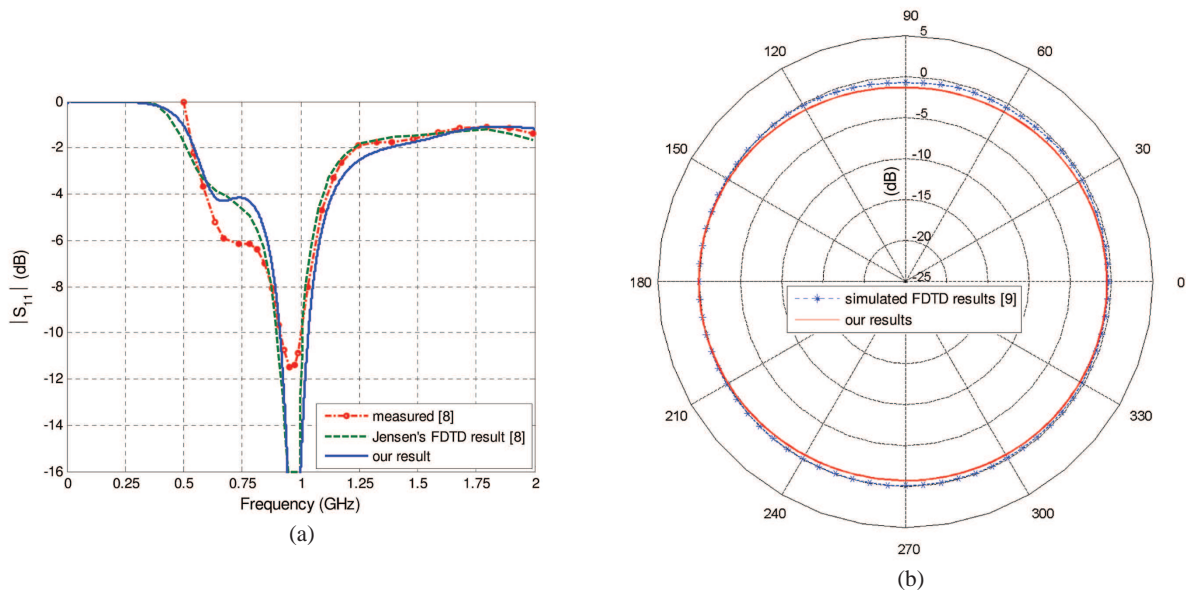 0
-2
-4
-6
-8
-10
-12
-14
-16
|S11| (dB)
0 0.25 0.5 0.75 1 1.25 1.5 1.75 2
Frequency (GHz)
measured [8]
Jensen's FDTD result [8]
our result
(a)
90
5
120 60
0
-5
150 30
-10
(dB)
-15
-20
180 -25 0
simulated FDTD results [9]
our results
210 330
240 300
270
(b)